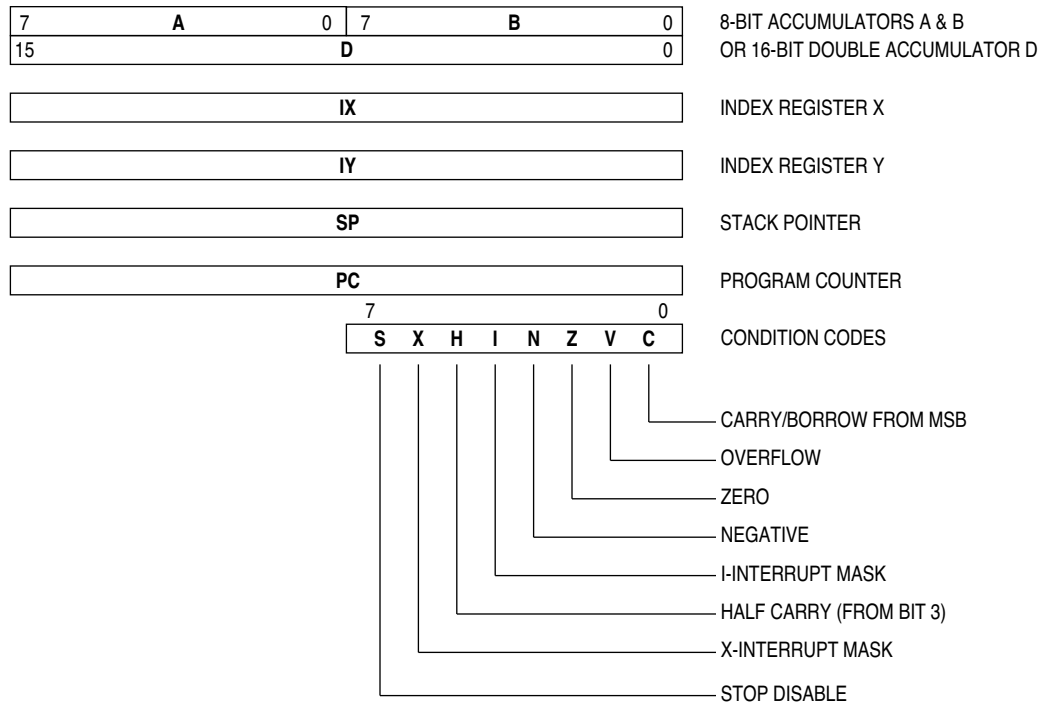 7 A 0 7 B 0 8-BIT ACCUMULATORS A & B
15 D 0 OR 16-BIT DOUBLE ACCUMULATOR D
IX INDEX REGISTER X
IY INDEX REGISTER Y
SP STACK POINTER
PC PROGRAM COUNTER
7 0
S X H I N Z V C CONDITION CODES
CARRY/BORROW FROM MSB
OVERFLOW
ZERO
NEGATIVE
I-INTERRUPT MASK
HALF CARRY (FROM BIT 3)
X-INTERRUPT MASK
STOP DISABLE